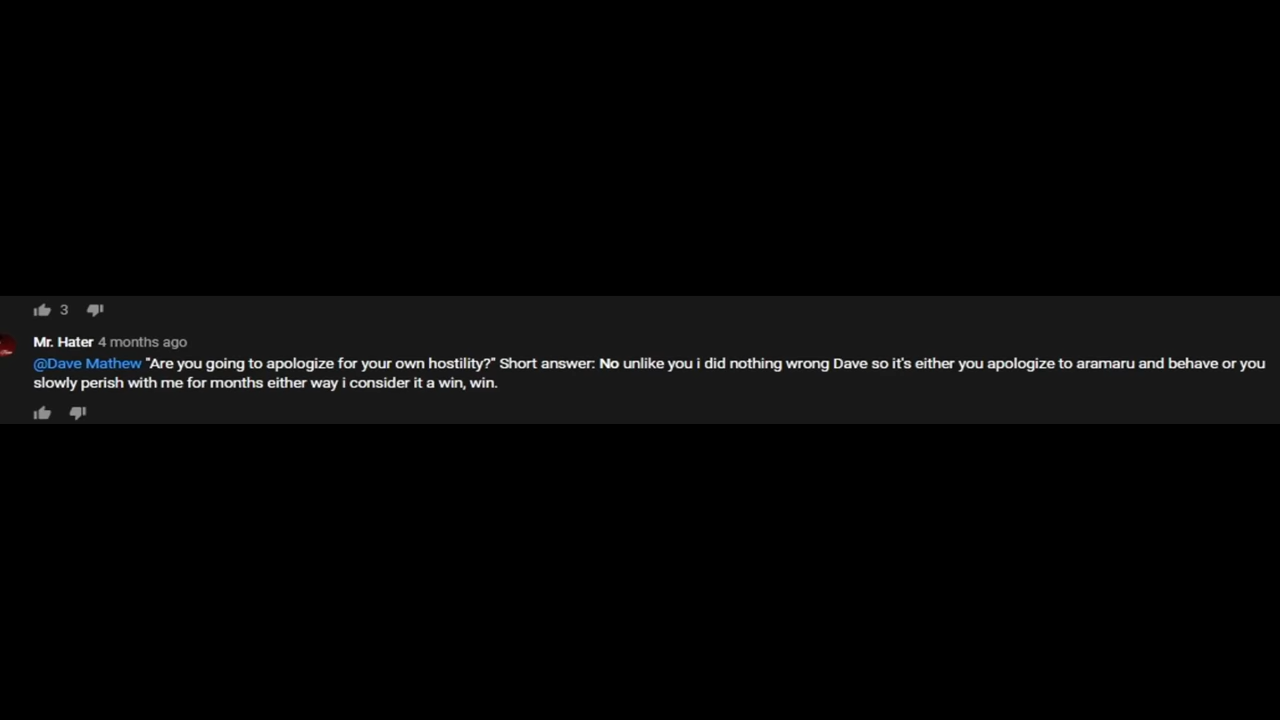 3
Mr. Hater 4 months ago
@Dave Mathew "Are you going to apologize for your own hostility?" Short answer: No unlike you i did nothing wrong Dave so it's either you apologize to aramaru and behave or you
slowly perish with me for months either way i consider it a win, win.